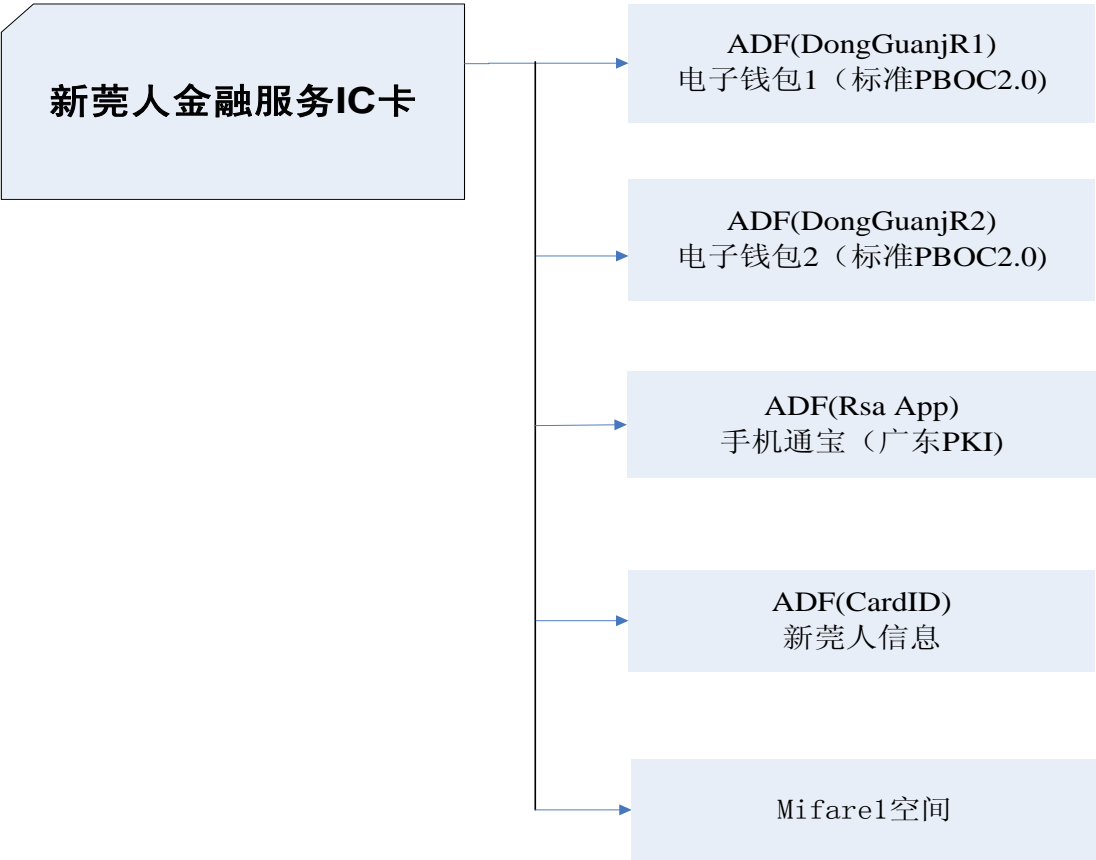 新莞人金融服务IC卡
ADF(DongGuanjR1)
电子钱包1（标准PBOC2.0)
ADF(DongGuanjR2)
电子钱包2（标准PBOC2.0)
ADF(Rsa App)
手机通宝（广东PKI)
ADF(CardID)
新莞人信息
Mifare1空间